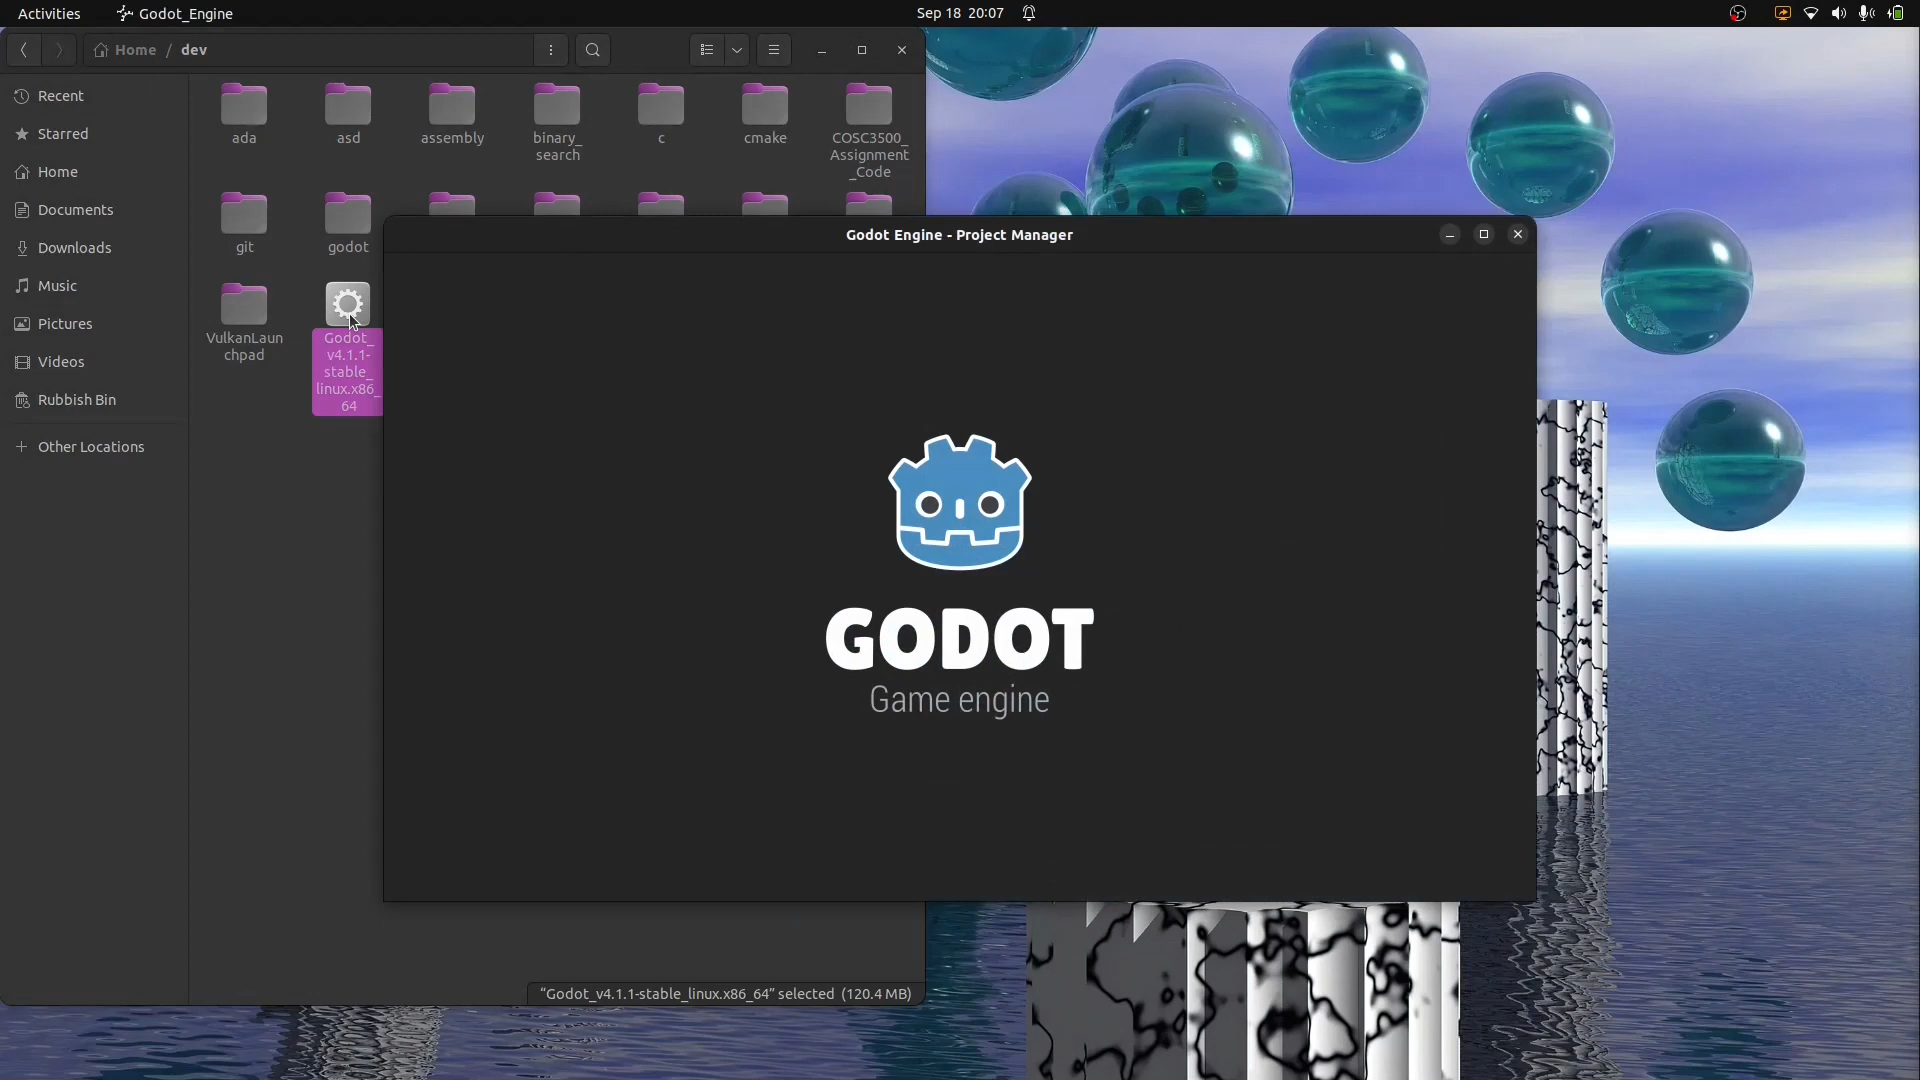 Activities
Godot_Engine
Sep 18 20:07
Home / dev
Recent
Starred
Home
Documents
Downloads
Music
Pictures
Videos
Rubbish Bin
Other Locations
ada
asd
assembly
binary_
search
c
cmake
COSC3500_
Assignment
_Code
git
godot
VulkanLaun
chpad
Godot_
v4.1.1-
stable_
linux.x86_
64
Godot Engine - Project Manager
GODOT
Game engine
“Godot_v4.1.1-stable_linux.x86_64” selected (120.4 MB)